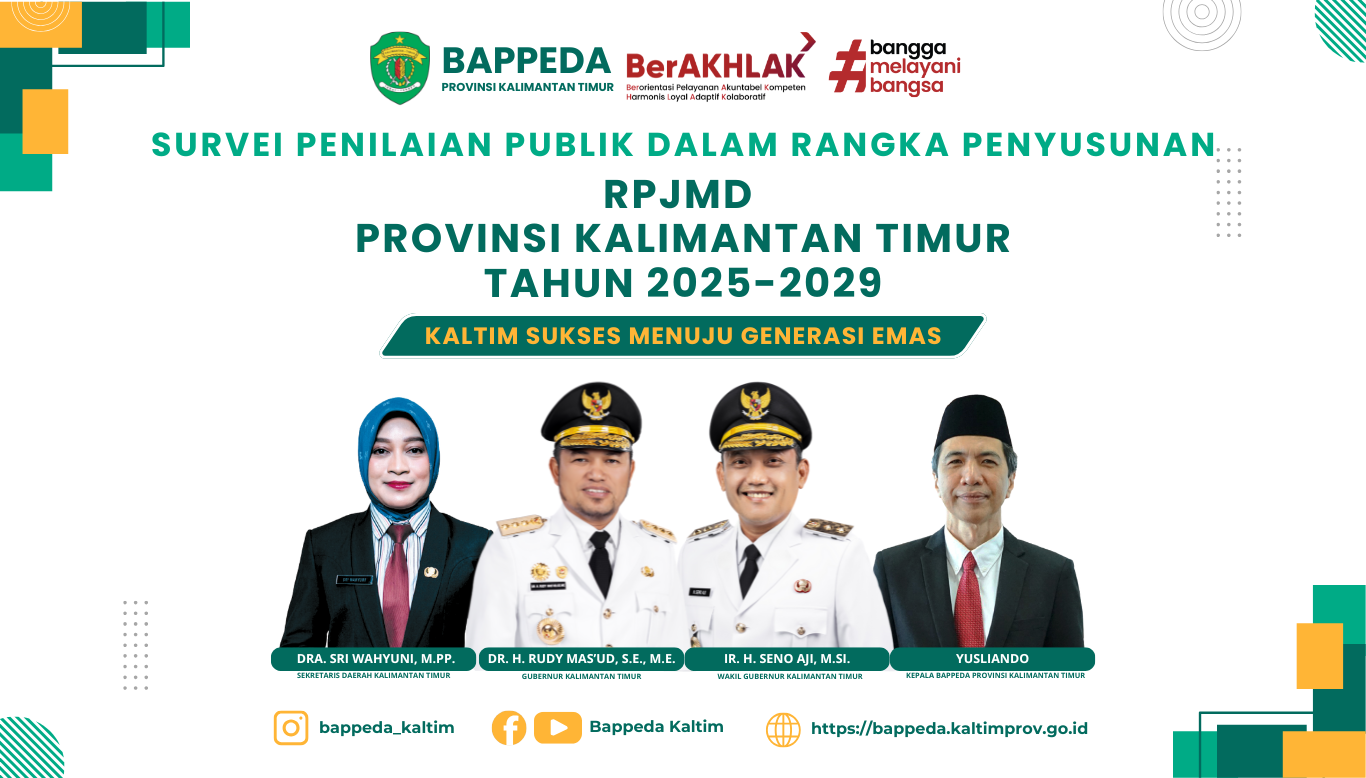 BAPPEDA
PROVINSI KALIMANTAN TIMUR
BerAKHLAK
Berorientasi Pelayanan Akuntabel Kompeten
Harmonis Loyal Adaptif Kolaboratif
#bangga
melayani
bangsa
SURVEI PENILAIAN PUBLIK DALAM RANGKA PENYUSUNAN
RPJMD
PROVINSI KALIMANTAN TIMUR
TAHUN 2025-2029
KALTIM SUKSES MENUJU GENERASI EMAS
SRI WAHYUNI
DRA. SRI WAHYUNI, M.PP.
SEKRETARIS DAERAH KALIMANTAN TIMUR
DR. H. RUDY MAS'UD, S.E., M.E.
GUBERNUR KALIMANTAN TIMUR
IR. H. SENO AJI, M.SI.
WAKIL GUBERNUR KALIMANTAN TIMUR
YUSLIANDO
KEPALA BAPPEDA PROVINSI KALIMANTAN TIMUR
bappeda_kaltim
Bappeda Kaltim
https://bappeda.kaltimprov.go.id